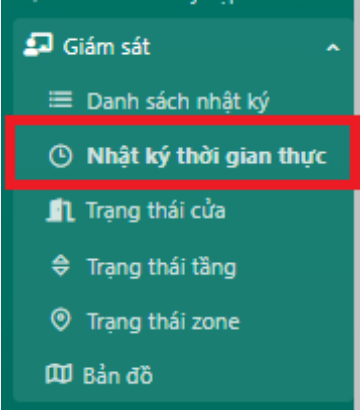 Giám sát
Danh sách nhật ký
Nhật ký thời gian thực
Trạng thái cửa
Trạng thái tầng
Trạng thái zone
Bản đồ